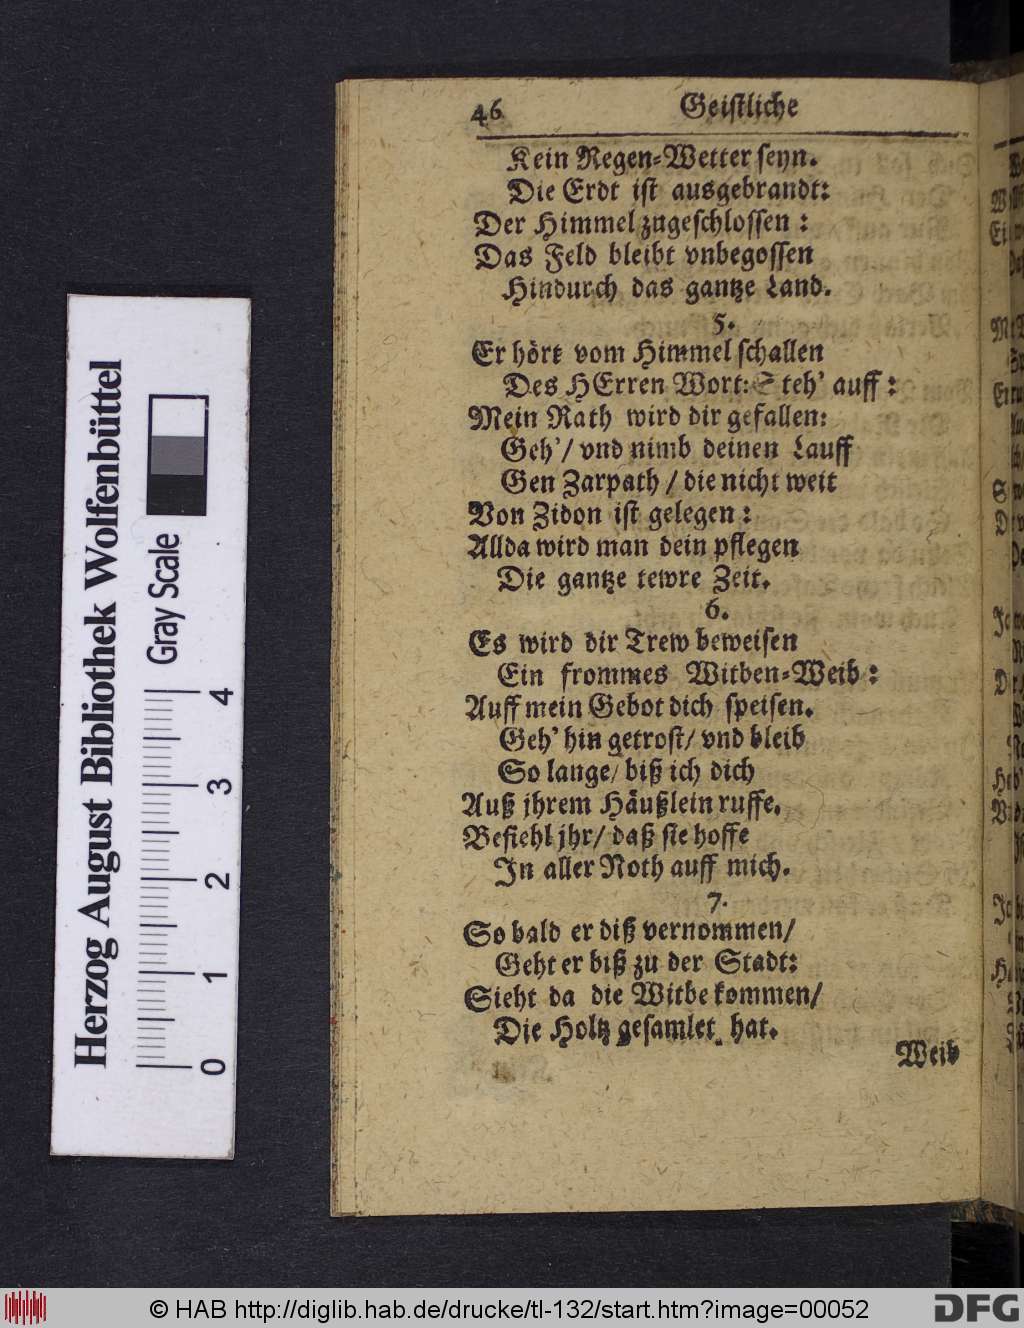 46 Geistliche
Kein Regen-Wetter seyn.
Die Erdt ist ausgebrandt:
Der Himmel zugeschlossen :
Das Feld bleibt vnbegossen
Hindurch das gantze Land.
5.
Er hört vom Himmel schallen
Des HErren Wort: Steh' auff :
Mein Rath wird dir gefallen:
Geh'/ vnd nimb deinen Lauff
Gen Zarpath / die nicht weit
Von Zidon ist gelegen :
Allda wird man dein pflegen
Die gantze tewre Zeit.
6.
Es wird dir Trew beweisen
Ein frommes Witben-Weib :
Auff mein Gebot dich speisen.
Geh' hin getrost/ vnd bleib
So lange/ biß ich dich
Auß jhrem Häußlein ruffe.
Befiehl jhr/ daß sie hoffe
In aller Noth auff mich.
7.
So bald er diß vernommen/
Geht er biß zu der Stadt:
Sieht da die Witbe kommen/
Die Holtz gesamlet hat.
Weib
Herzog August Bibliothek Wolfenbüttel
Gray Scale
0 1 2 3 4
© HAB http://diglib.hab.de/drucke/tl-132/start.htm?image=00052
DFG